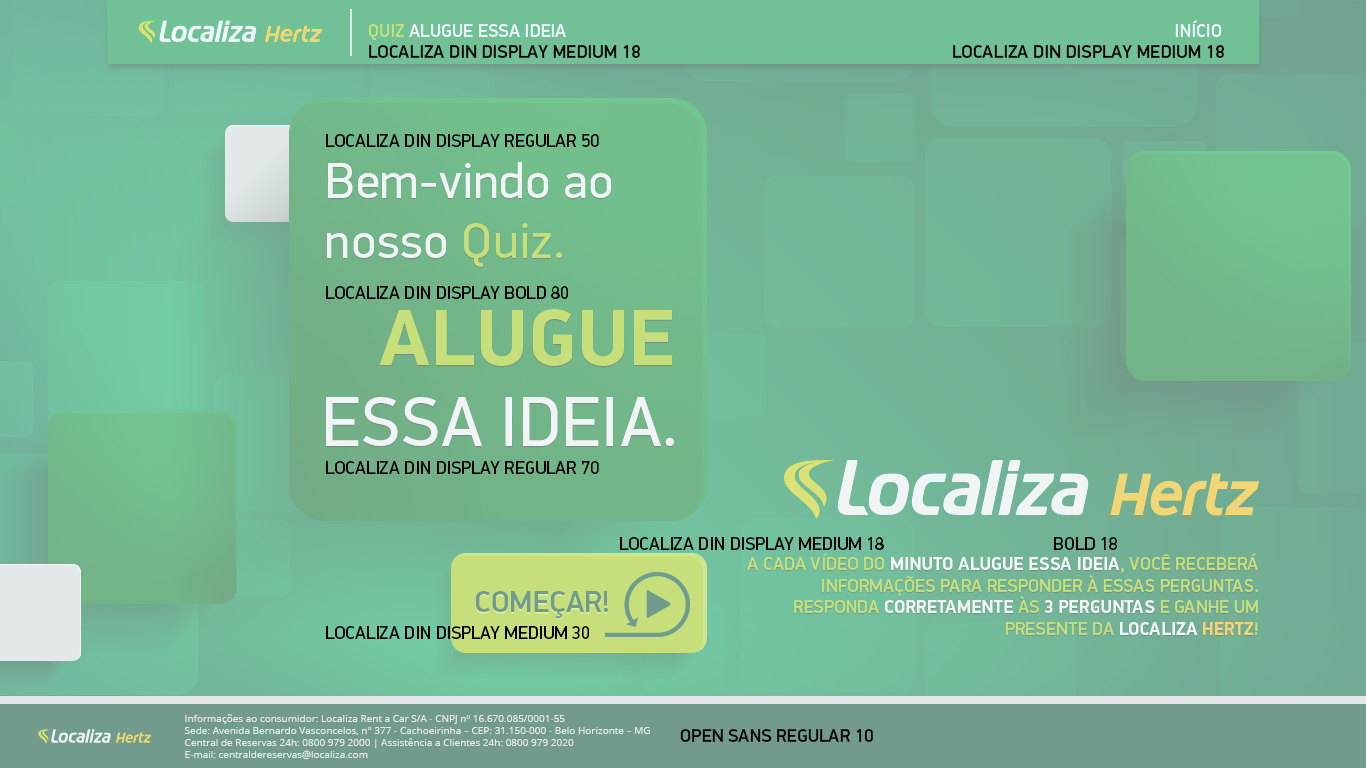 Localiza Hertz
QUIZ ALUGUE ESSA IDEIA
LOCALIZA DIN DISPLAY MEDIUM 18
INÍCIO
LOCALIZA DIN DISPLAY MEDIUM 18
LOCALIZA DIN DISPLAY REGULAR 50
Bem-vindo ao
nosso Quiz.
LOCALIZA DIN DISPLAY BOLD 80
ALUGUE
ESSA IDEIA.
LOCALIZA DIN DISPLAY REGULAR 70
COMEÇAR!
LOCALIZA DIN DISPLAY MEDIUM 30
Localiza Hertz
LOCALIZA DIN DISPLAY MEDIUM 18
BOLD 18
A CADA VÍDEO DO MINUTO ALUGUE ESSA IDEIA, VOCÊ RECEBERÁ
INFORMAÇÕES PARA RESPONDER À ESSAS PERGUNTAS.
RESPONDA CORRETAMENTE ÀS 3 PERGUNTAS E GANHE UM
PRESENTE DA LOCALIZA HERTZ!
Localiza Hertz
Informações ao consumidor: Localiza Rent a Car S/A - CNPJ nº 16.670.085/0001-55
Sede: Avenida Bernardo Vasconcelos, n° 377 - Cachoeirinha – CEP: 31.150-000 - Belo Horizonte – MG
Central de Reservas 24h: 0800 979 2000 | Assistência a Clientes 24h: 0800 979 2020
E-mail: centraldereservas@localiza.com
OPEN SANS REGULAR 10